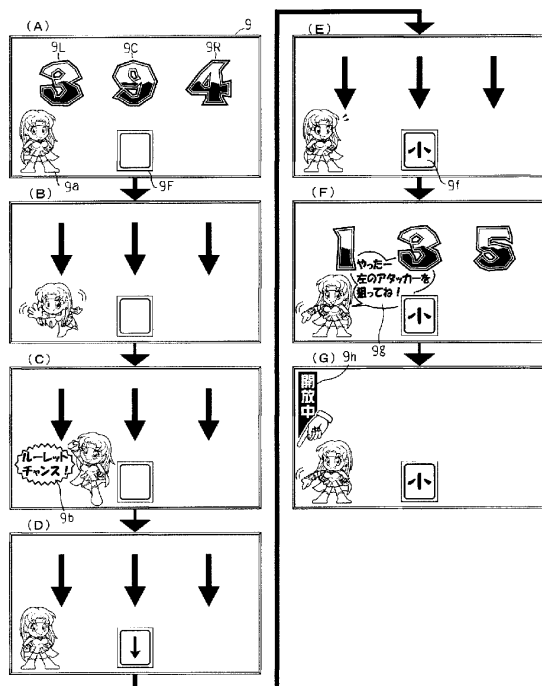 (A)
9
9L
9C
9R
3
9
4
9a
9F
(B)
(C)
ルーレット
チャンス!
9b
(D)
(E)
小
9f
(F)
1
3
5
やったー
左のアタッカーを
狙ってね!
小
9g
(G)
9h
開放中
小